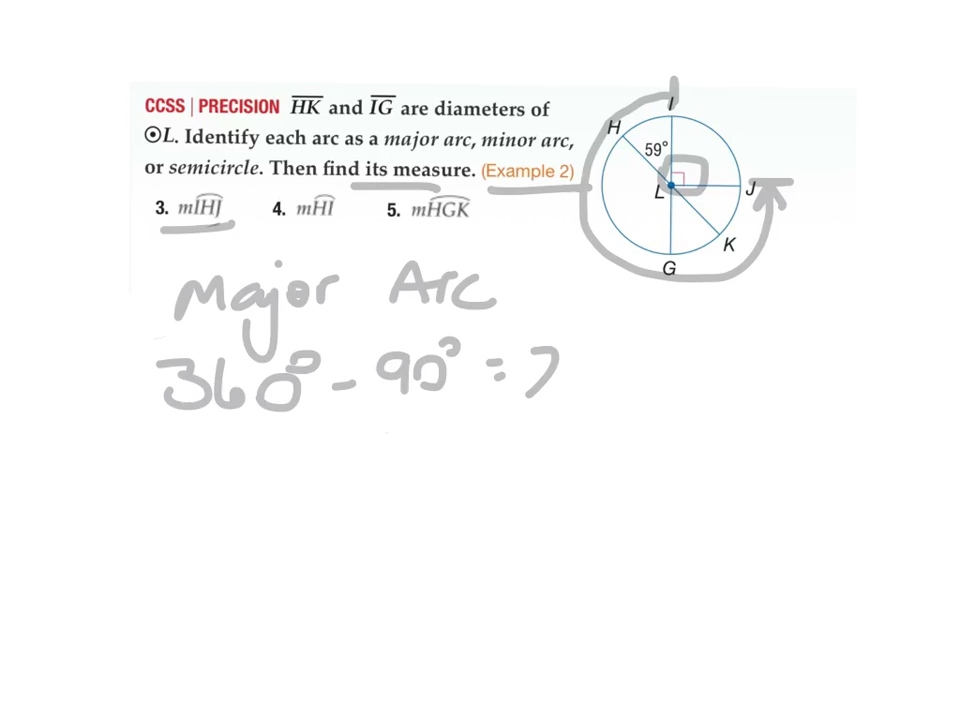 CCSS | PRECISION HK and IG are diameters of
⊙L. Identify each arc as a major arc, minor arc,
or semicircle. Then find its measure. (Example 2)
3. mIHJ 4. mHI 5. mHGK
I
H
59°
L
J
K
G
Major Arc
360° - 90° = 2